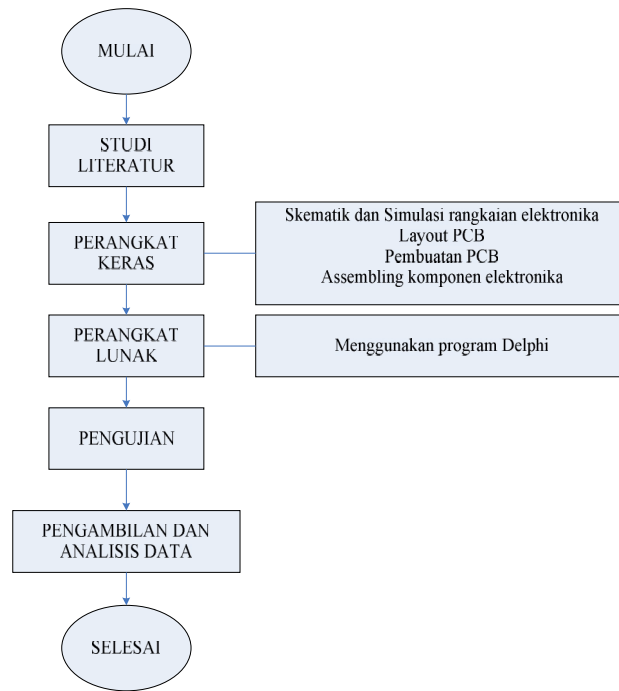 MULAI
STUDI
LITERATUR
PERANGKAT
KERAS
Skematik dan Simulasi rangkaian elektronika
Layout PCB
Pembuatan PCB
Assembling komponen elektronika
PERANGKAT
LUNAK
Menggunakan program Delphi
PENGUJIAN
PENGAMBILAN DAN
ANALISIS DATA
SELESAI